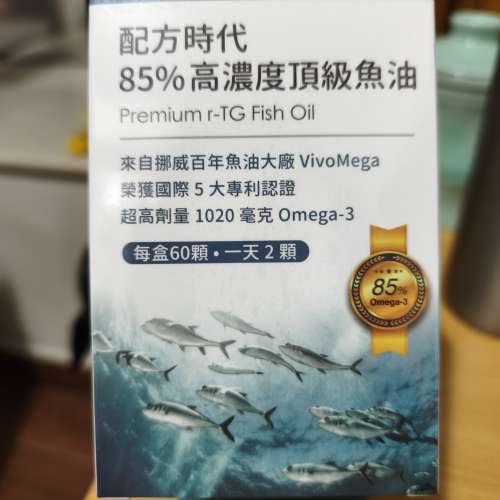 配方時代
85%高濃度頂級魚油
Premium r-TG Fish Oil
來自挪威百年魚油大廠 VivoMega
榮獲國際 5 大專利認證
超高劑量 1020 毫克 Omega-3
每盒60顆•一天 2 顆
85%
Omega-3